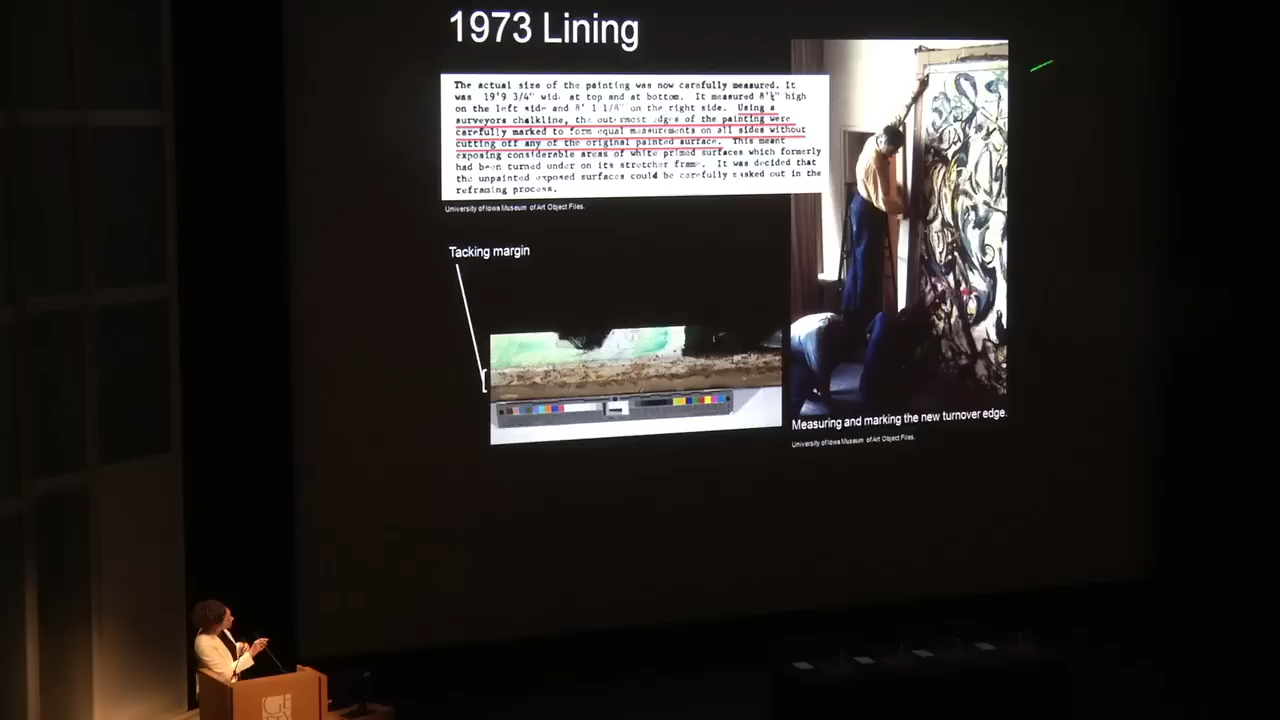 1973 Lining
The actual size of the painting was now carefully measured. It
was 19'9 3/4" wide at top and at bottom. It measured 8'½" high
on the left side and 8' 1 1/8" on the right side. Using a
surveyors chalkline, the outermost edges of the painting were
carefully marked to form equal measurements on all sides without
cutting off any of the original painted surface. This meant
exposing considerable areas of white primed surfaces which formerly
had been turned under on its stretcher frame. It was decided that
the unpainted exposed surfaces could be carefully masked out in the
reframing process.
University of Iowa Museum of Art Object Files.
Tacking margin
Measuring and marking the new turnover edge.
University of Iowa Museum of Art Object Files.
GE